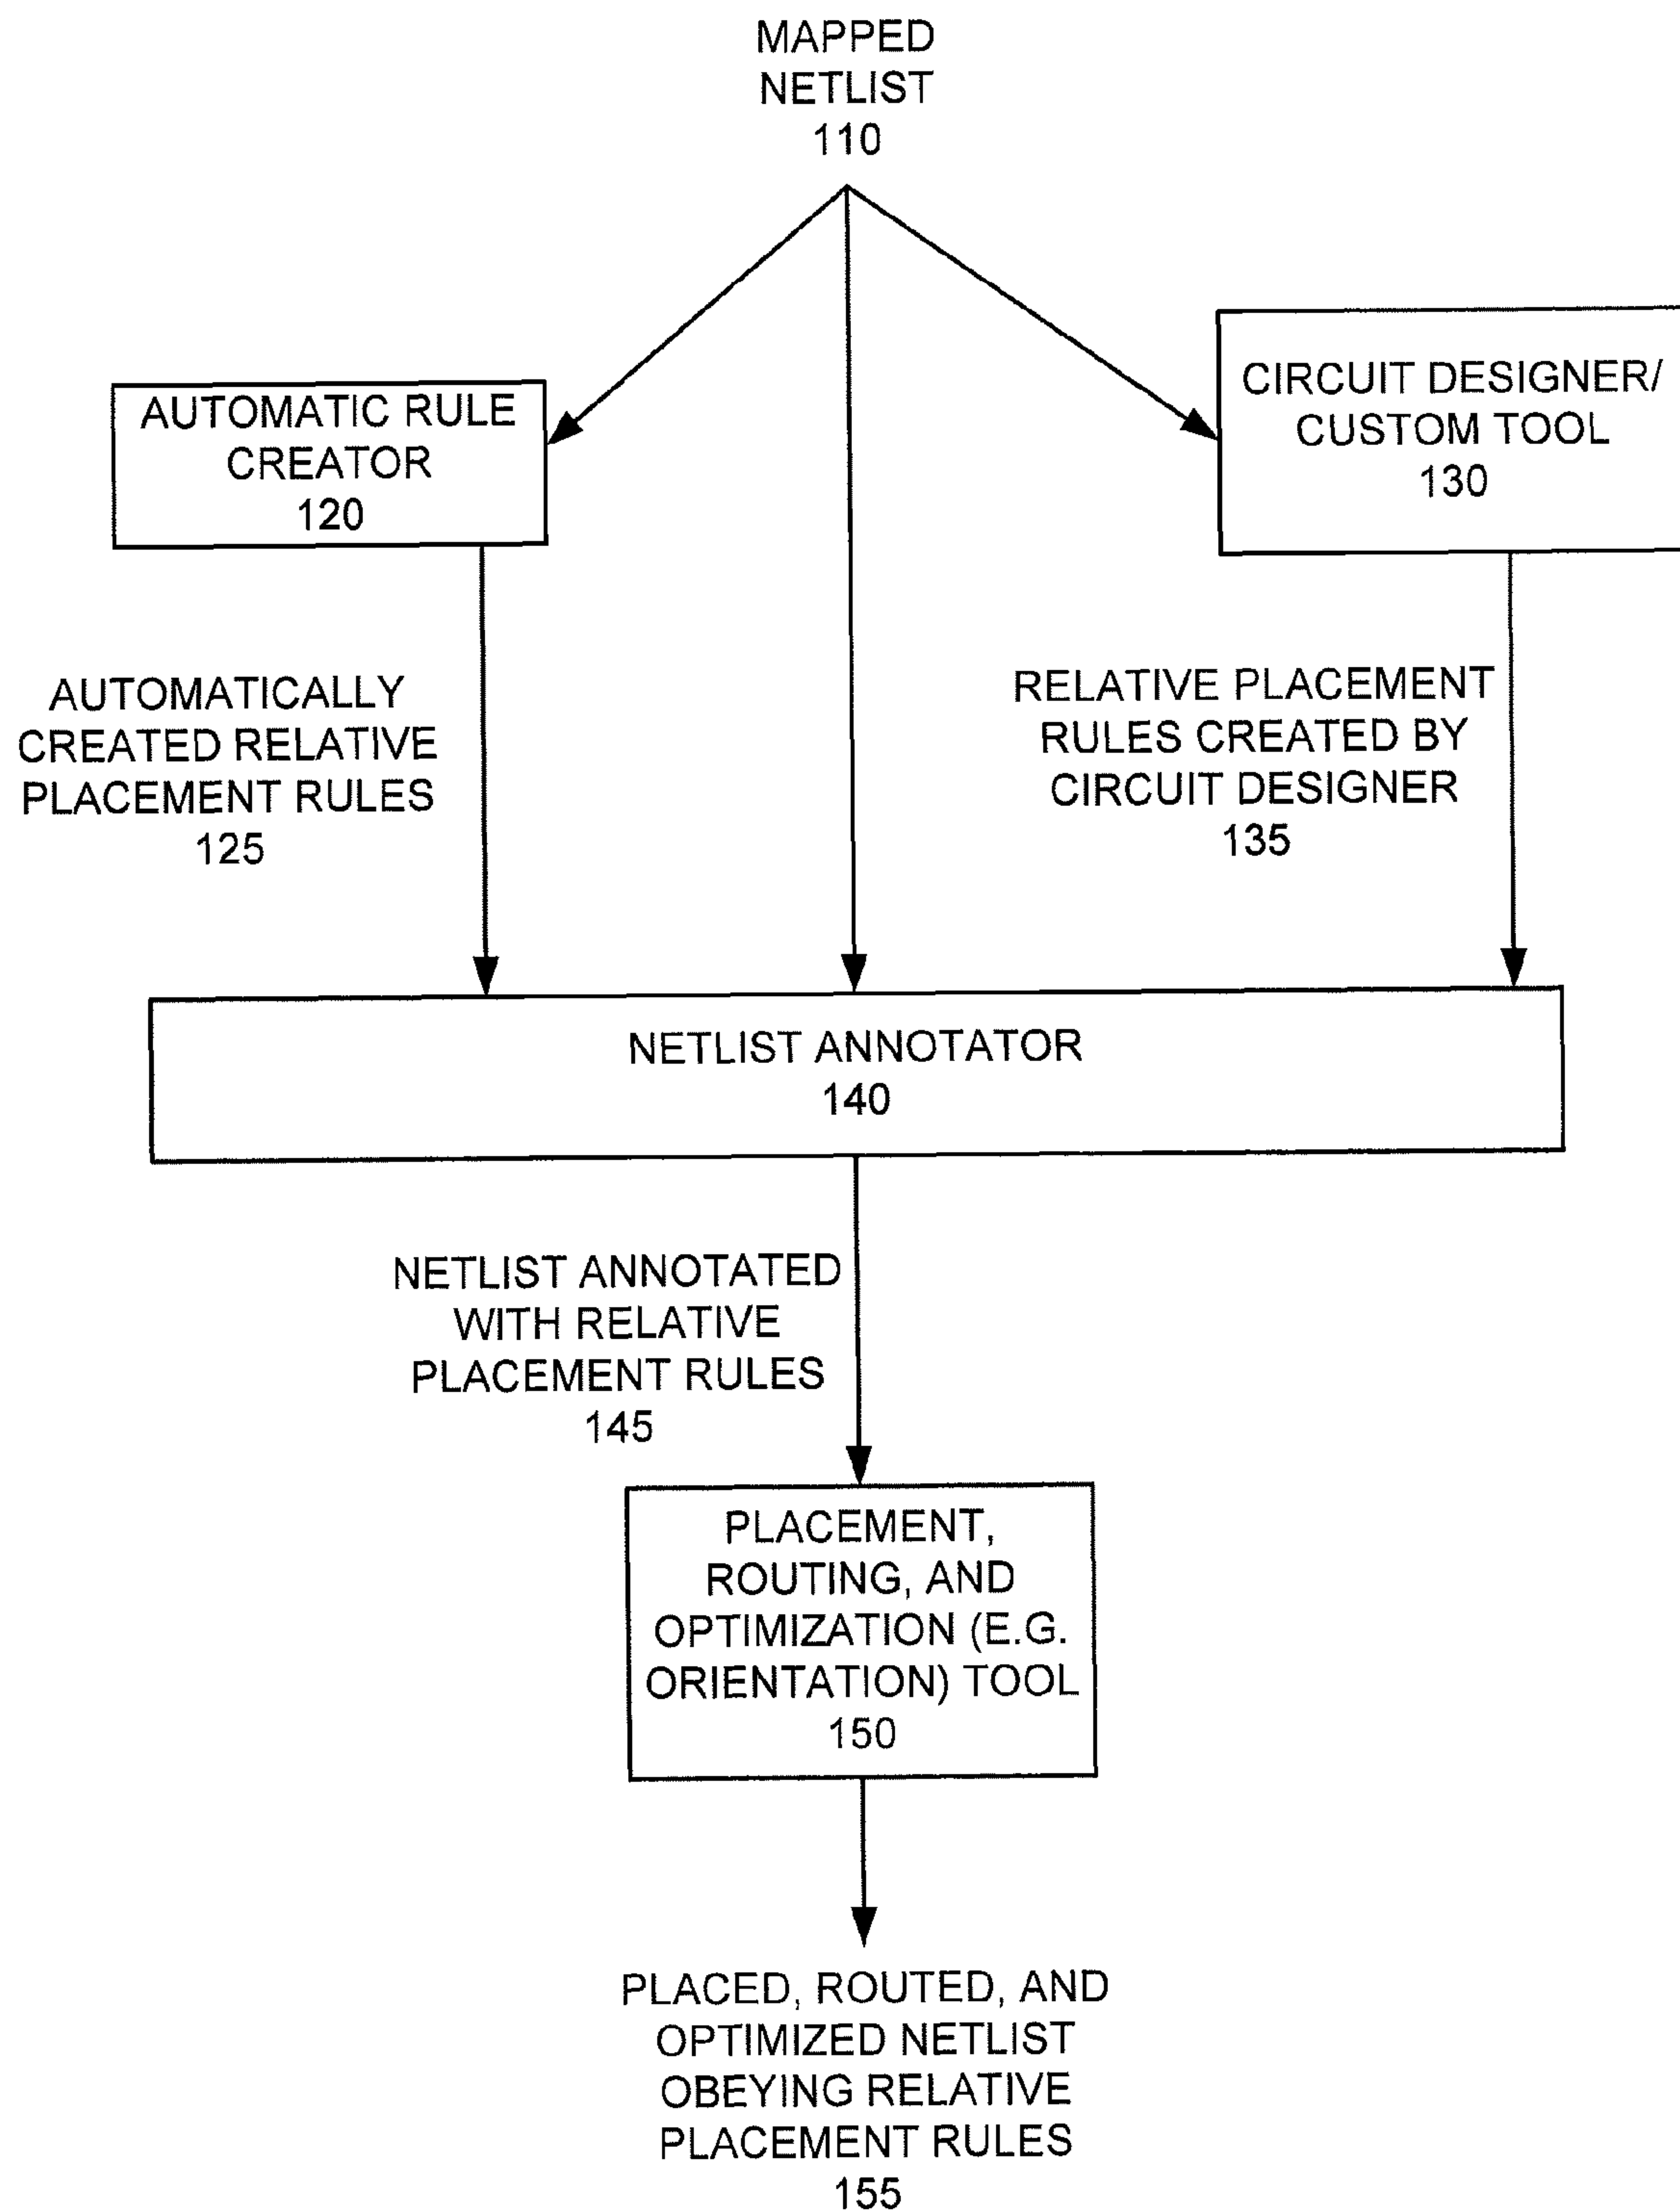 MAPPED
NETLIST
110
AUTOMATIC RULE
CREATOR
120
CIRCUIT DESIGNER/
CUSTOM TOOL
130
AUTOMATICALLY
CREATED RELATIVE
PLACEMENT RULES
125
RELATIVE PLACEMENT
RULES CREATED BY
CIRCUIT DESIGNER
135
NETLIST ANNOTATOR
140
NETLIST ANNOTATED
WITH RELATIVE
PLACEMENT RULES
145
PLACEMENT,
ROUTING, AND
OPTIMIZATION (E.G.
ORIENTATION) TOOL
150
PLACED, ROUTED, AND
OPTIMIZED NETLIST
OBEYING RELATIVE
PLACEMENT RULES
155